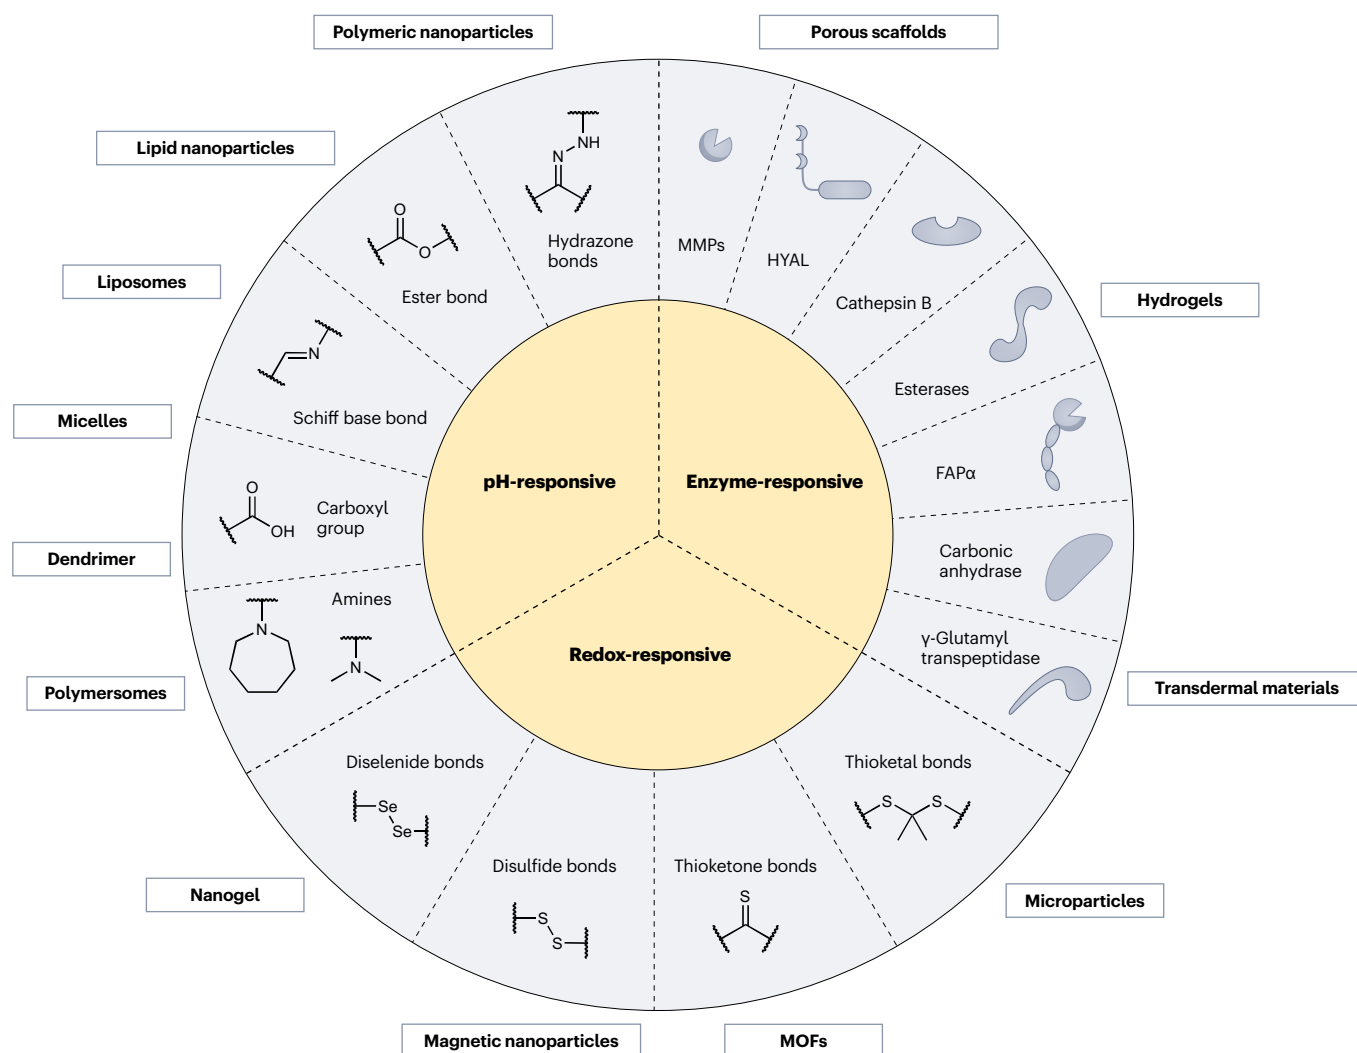 Polymeric nanoparticles
Porous scaffolds
Lipid nanoparticles
Liposomes
Micelles
Dendrimer
Polymersomes
Nanogel
Magnetic nanoparticles
MOFs
Microparticles
Transdermal materials
Hydrogels
NH
N
Hydrazone
bonds
O
O
Ester bond
N
Schiff base bond
O
OH
Carboxyl
group
Amines
N
N
MMPs
HYAL
Cathepsin B
Esterases
FAPα
Carbonic
anhydrase
γ-Glutamyl
transpeptidase
pH-responsive
Enzyme-responsive
Redox-responsive
Diselenide bonds
Se
Se
Disulfide bonds
S
S
Thioketone bonds
S
Thioketal bonds
S
S